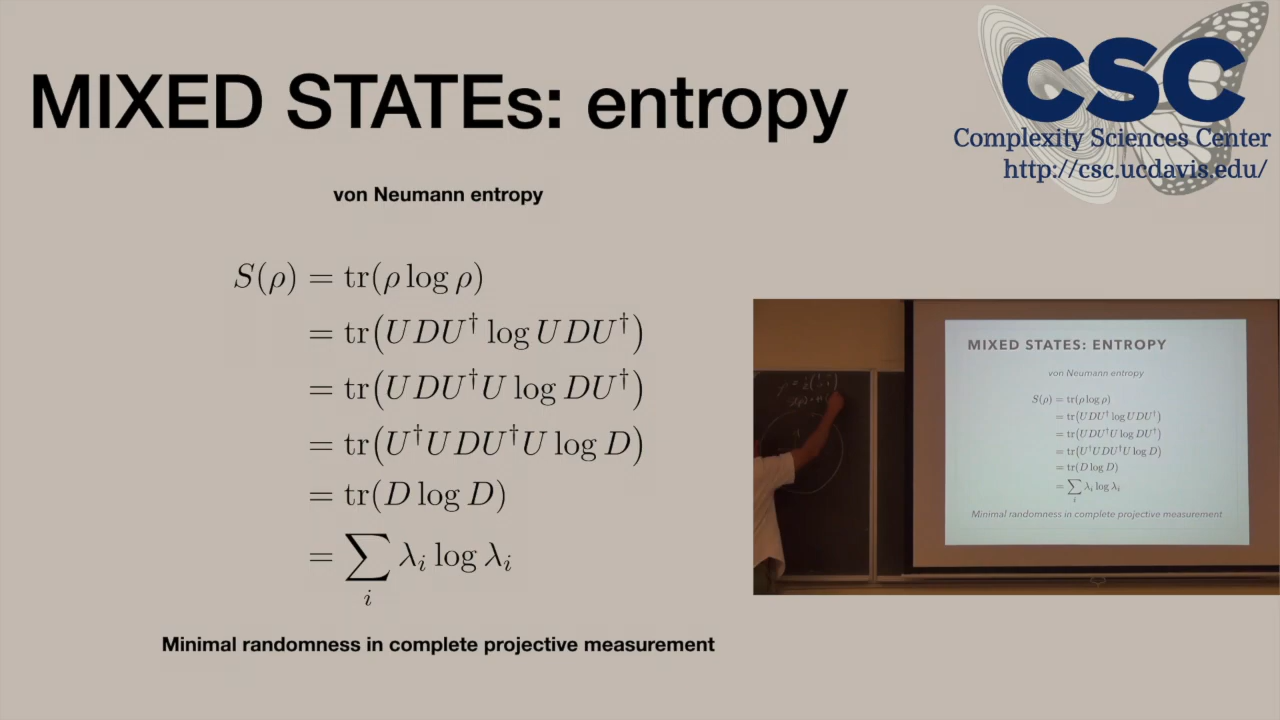 MIXED STATEs: entropy
CSC
Complexity Sciences Center
http://csc.ucdavis.edu/
von Neumann entropy
S(ρ) = tr(ρ log ρ)
= tr(UDU† log UDU†)
= tr(UDU†U log DU†)
= tr(U†UDU†U log D)
= tr(D log D)
= ∑ᵢ λᵢ log λᵢ
Minimal randomness in complete projective measurement
MIXED STATES: ENTROPY
von Neumann entropy
S(ρ) = tr(ρ log ρ)
= tr(UDU† log UDU†)
= tr(UDU†U log DU†)
= tr(U†UDU†U log D)
= tr(D log D)
= ∑ᵢ λᵢ log λᵢ
Minimal randomness in complete projective measurement